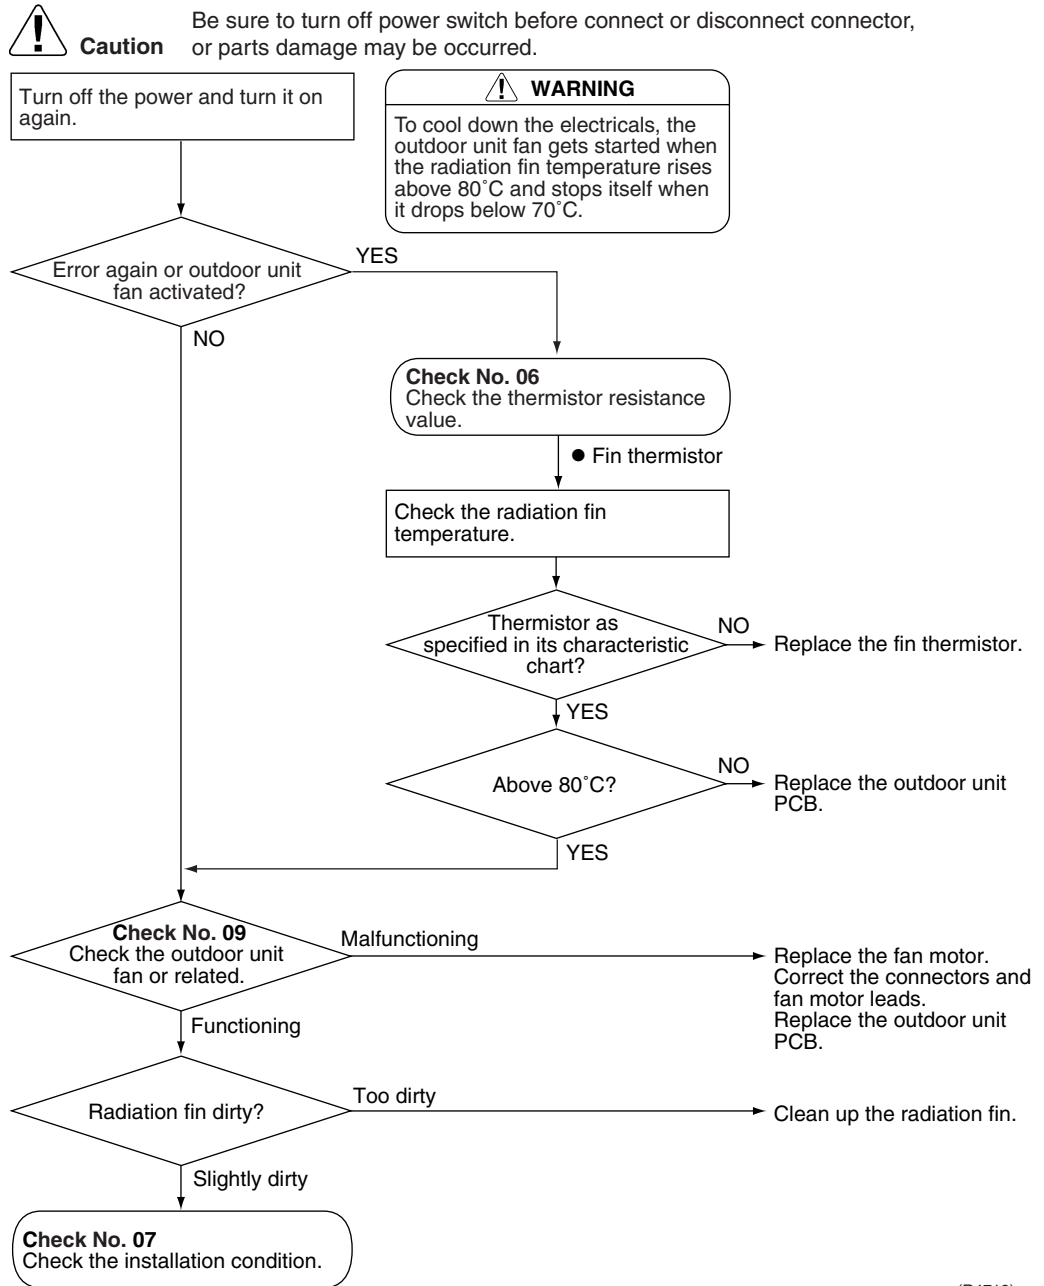 Be sure to turn off power switch before connect or disconnect connector,
Caution or parts damage may be occurred.
Turn off the power and turn it on
again.
WARNING
To cool down the electricals, the
outdoor unit fan gets started when
the radiation fin temperature rises
above 80˚C and stops itself when
it drops below 70˚C.
Error again or outdoor unit
fan activated?
YES
NO
Check No. 06
Check the thermistor resistance
value.
● Fin thermistor
Check the radiation fin
temperature.
Thermistor as
specified in its characteristic
chart?
NO
Replace the fin thermistor.
YES
Above 80˚C?
NO
Replace the outdoor unit
PCB.
YES
Check No. 09
Check the outdoor unit
fan or related.
Malfunctioning
Replace the fan motor.
Correct the connectors and
fan motor leads.
Replace the outdoor unit
PCB.
Functioning
Radiation fin dirty?
Too dirty
Clean up the radiation fin.
Slightly dirty
Check No. 07
Check the installation condition.